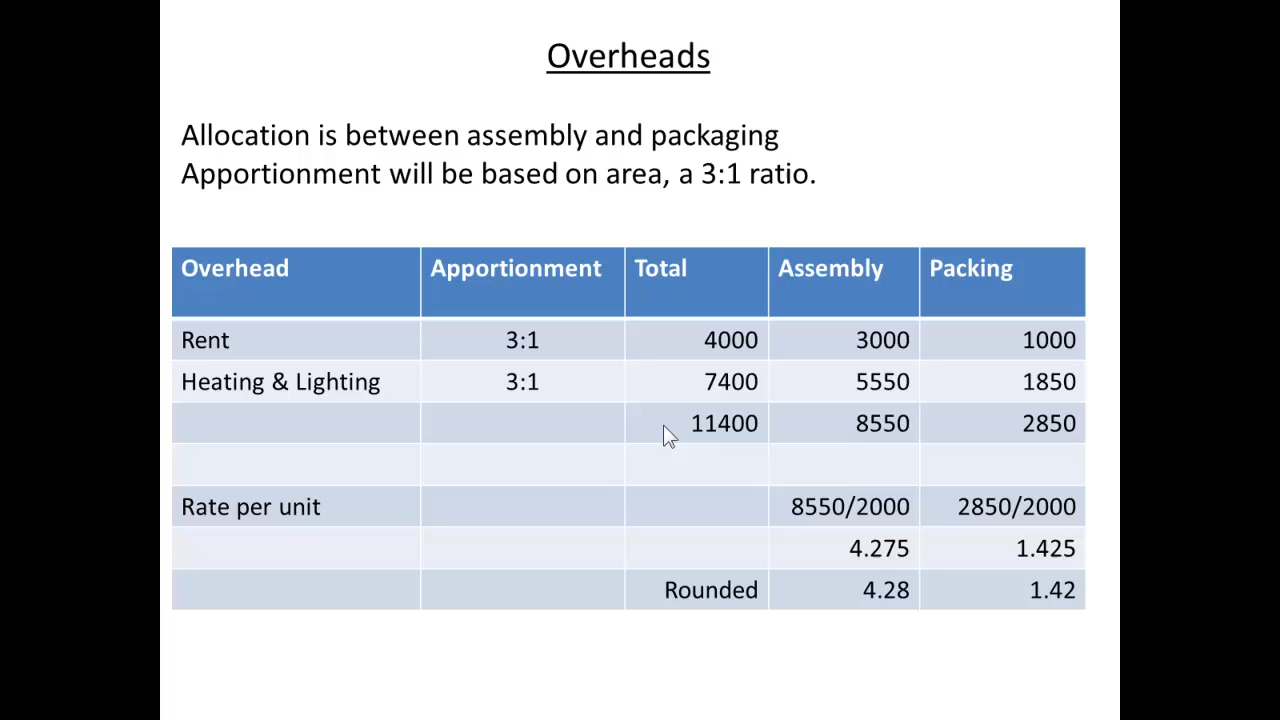 Overheads
Allocation is between assembly and packaging
Apportionment will be based on area, a 3:1 ratio.
Overhead Apportionment Total Assembly Packing
Rent 3:1 4000 3000 1000
Heating & Lighting 3:1 7400 5550 1850
11400 8550 2850
Rate per unit 8550/2000 2850/2000
4.275 1.425
Rounded 4.28 1.42